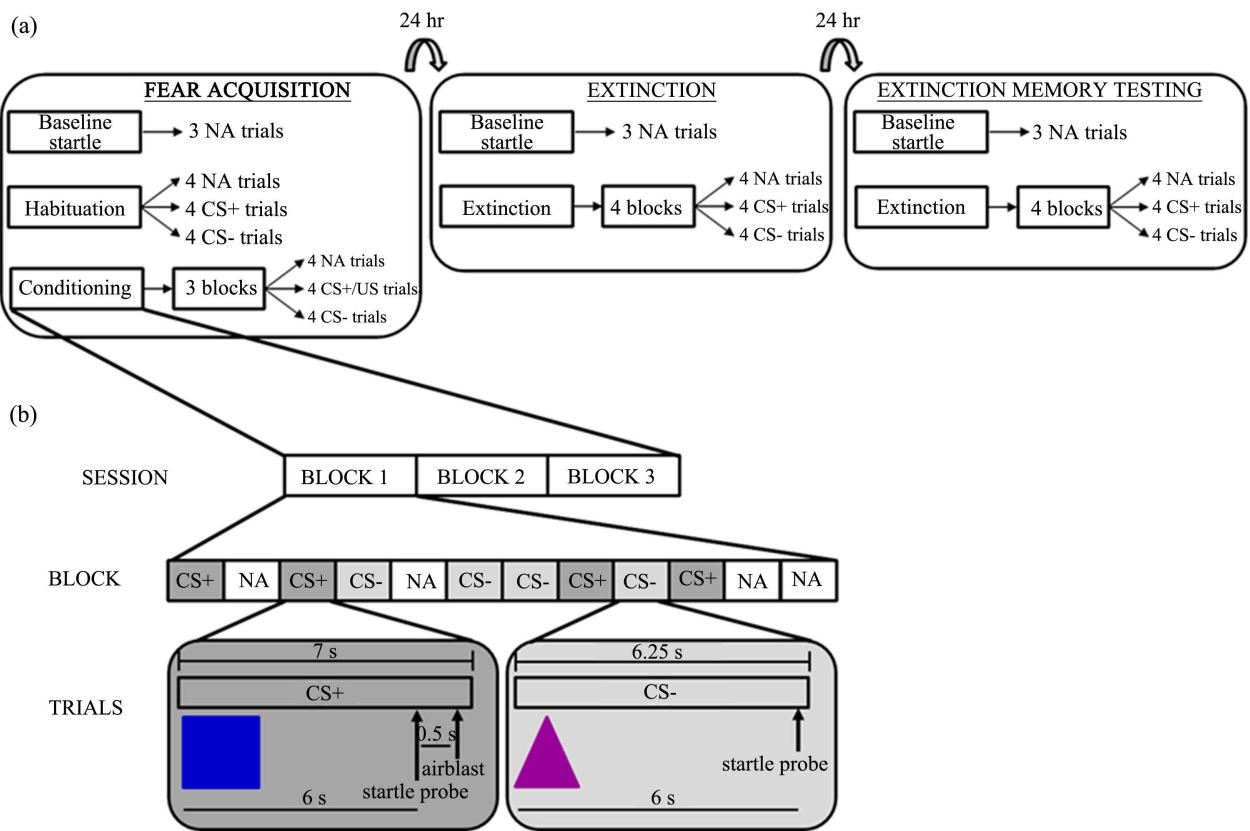 (a)
24 hr
24 hr
FEAR ACQUISITION
Baseline
startle
3 NA trials
Habituation
4 NA trials
4 CS+ trials
4 CS- trials
Conditioning
3 blocks
4 NA trials
4 CS+/US trials
4 CS- trials
EXTINCTION
Baseline
startle
3 NA trials
Extinction
4 blocks
4 NA trials
4 CS+ trials
4 CS- trials
EXTINCTION MEMORY TESTING
Baseline
startle
3 NA trials
Extinction
4 blocks
4 NA trials
4 CS+ trials
4 CS- trials
(b)
SESSION
BLOCK 1
BLOCK 2
BLOCK 3
BLOCK
CS+
NA
CS+
CS-
NA
CS-
CS-
CS+
CS-
CS+
NA
NA
TRIALS
7 s
CS+
0.5 s
airblast
startle probe
6 s
6.25 s
CS-
startle probe
6 s